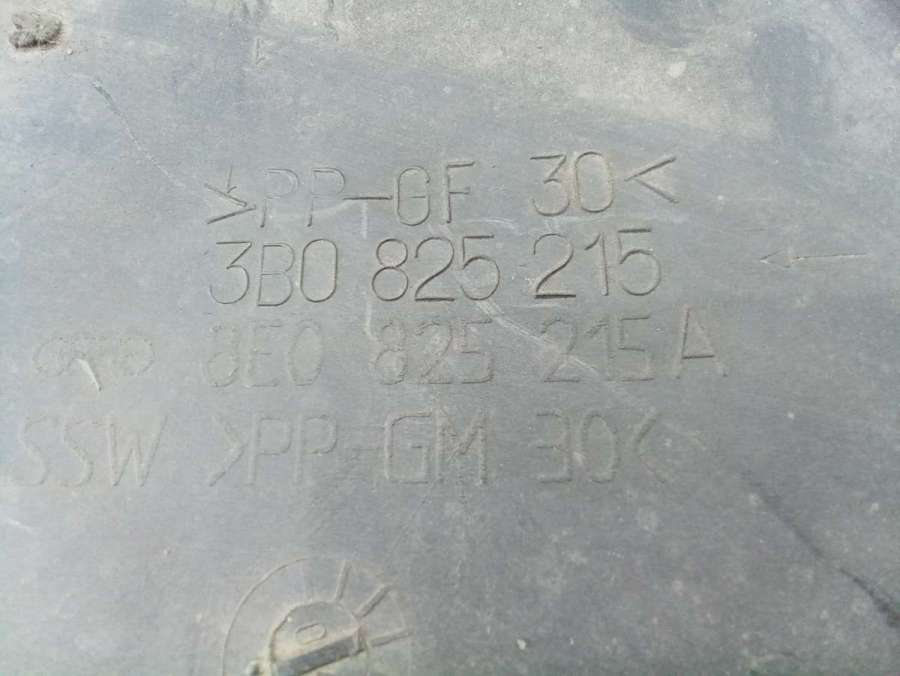 >PP-GF 30<
3B0 825 215
8E0 825 215 A
SSW >PP-GM 30<